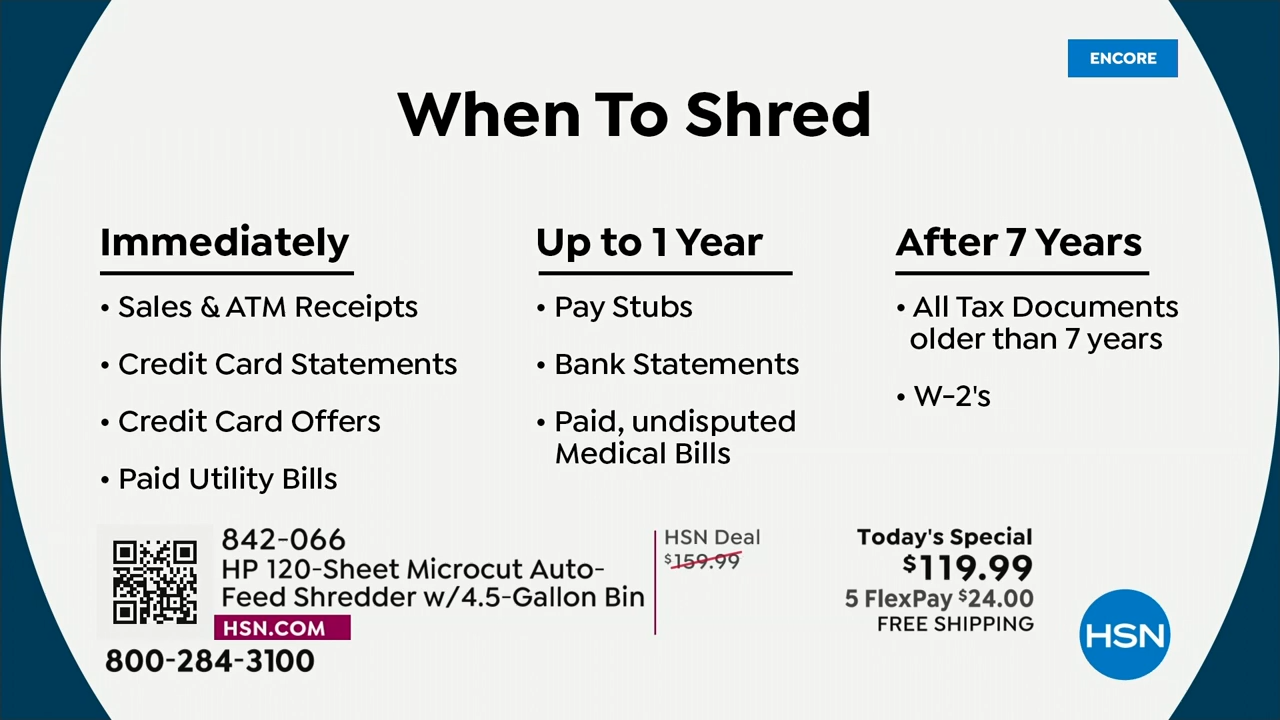 ENCORE
When To Shred
Immediately
• Sales & ATM Receipts
• Credit Card Statements
• Credit Card Offers
• Paid Utility Bills
Up to 1 Year
• Pay Stubs
• Bank Statements
• Paid, undisputed
Medical Bills
After 7 Years
• All Tax Documents
older than 7 years
• W-2's
842-066
HP 120-Sheet Microcut Auto-
Feed Shredder w/4.5-Gallon Bin
HSN.COM
800-284-3100
HSN Deal
$159.99
Today's Special
$119.99
5 FlexPay $24.00
FREE SHIPPING
HSN